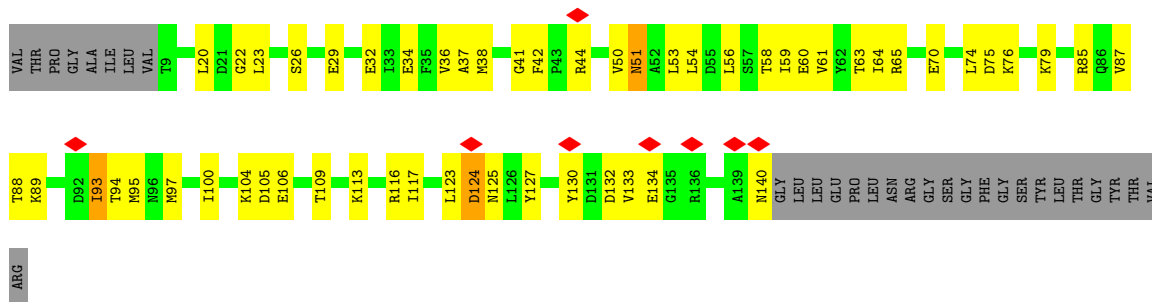 VAL THR PRO GLY ALA ILE LEU VAL T9 L20 D21 G22 L23 S26 E29 E32 I33 E34 F35 V36 A37 M38 G41 F42 P43 R44 V50 N51 A52 L53 L54 D55 L56 S57 T58 I59 E60 V61 Y62 T63 I64 R65 E70 L74 D75 K76 K79 R85 Q86 V87
T88 K89 D92 I93 T94 M95 N96 M97 I100 K104 D105 E106 T109 K113 R116 I117 L123 D124 N125 L126 Y127 Y130 D131 D132 V133 E134 G135 R136 A139 N140 GLY LEU LEU GLU PRO LEU ASN ARG GLY SER GLY PHE GLY SER TYR LEU THR GLY TYR THR VAL
ARG